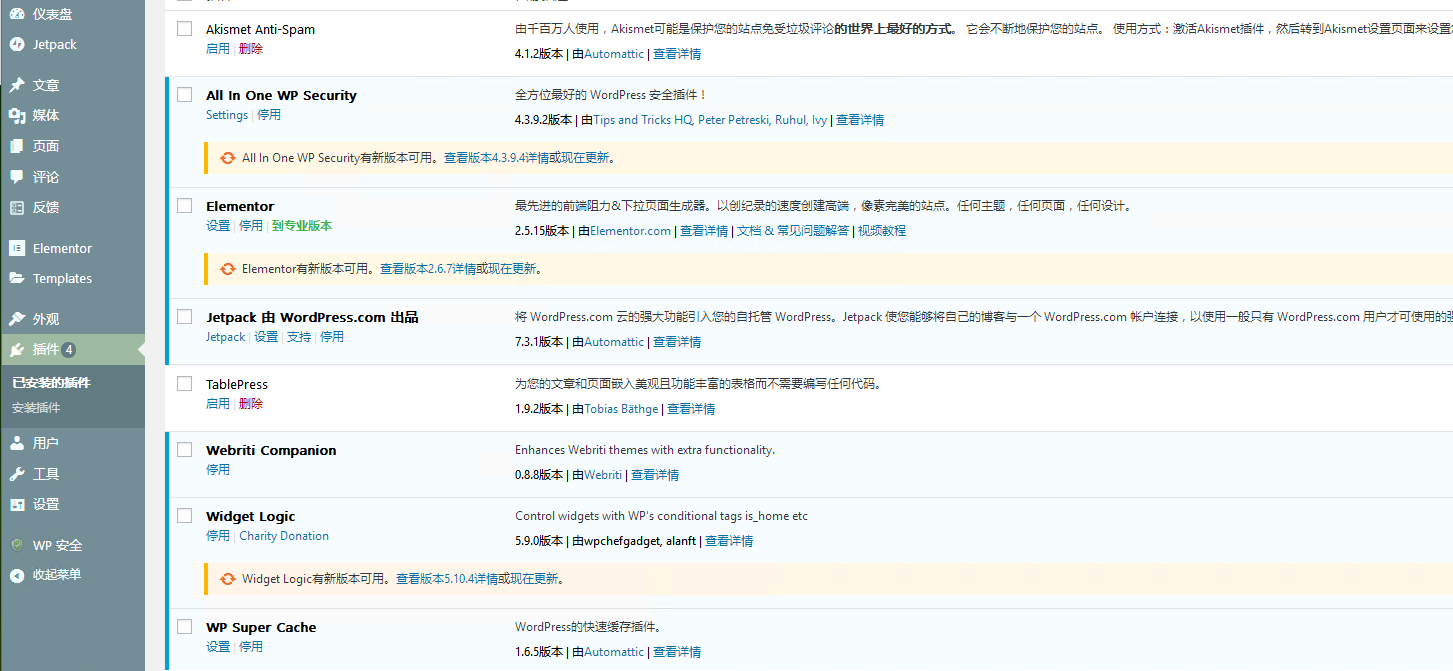 仪表盘
Jetpack
文章
媒体
页面
评论
反馈
Elementor
Templates
外观
插件 4
已安装的插件
安装插件
用户
工具
设置
WP 安全
收起菜单
Akismet Anti-Spam
启用 | 删除
由千百万人使用，Akismet可能是保护您的站点免受垃圾评论的世界上最好的方式。 它会不断地保护您的站点。 使用方式：激活Akismet插件，然后转到Akismet设置页面来设置
4.1.2版本 | 由Automattic | 查看详情
All In One WP Security
Settings | 停用
全方位最好的 WordPress 安全插件！
4.3.9.2版本 | 由Tips and Tricks HQ, Peter Petreski, Ruhul, Ivy | 查看详情
All In One WP Security有新版本可用。查看版本4.3.9.4详情或现在更新。
Elementor
设置 | 停用 | 到专业版本
最先进的前端阻力&下拉页面生成器。以创纪录的速度创建高端，像素完美的站点。任何主题，任何页面，任何设计。
2.5.15版本 | 由Elementor.com | 查看详情 | 文档 & 常见问题解答 | 视频教程
Elementor有新版本可用。查看版本2.6.7详情或现在更新。
Jetpack 由 WordPress.com 出品
Jetpack | 设置 | 支持 | 停用
将 WordPress.com 云的强大功能引入您的自托管 WordPress。Jetpack 使您能够将自己的博客与一个 WordPress.com 帐户连接，以使用一般只有 WordPress.com 用户才可使用的强
7.3.1版本 | 由Automattic | 查看详情
TablePress
启用 | 删除
为您的文章和页面嵌入美观且功能丰富的表格而不需要编写任何代码。
1.9.2版本 | 由Tobias Bäthge | 查看详情
Webriti Companion
停用
Enhances Webriti themes with extra functionality.
0.8.8版本 | 由Webriti | 查看详情
Widget Logic
停用 | Charity Donation
Control widgets with WP's conditional tags is_home etc
5.9.0版本 | 由wpchefgadget, alanft | 查看详情
Widget Logic有新版本可用。查看版本5.10.4详情或现在更新。
WP Super Cache
设置 | 停用
WordPress的快速缓存插件。
1.6.5版本 | 由Automattic | 查看详情